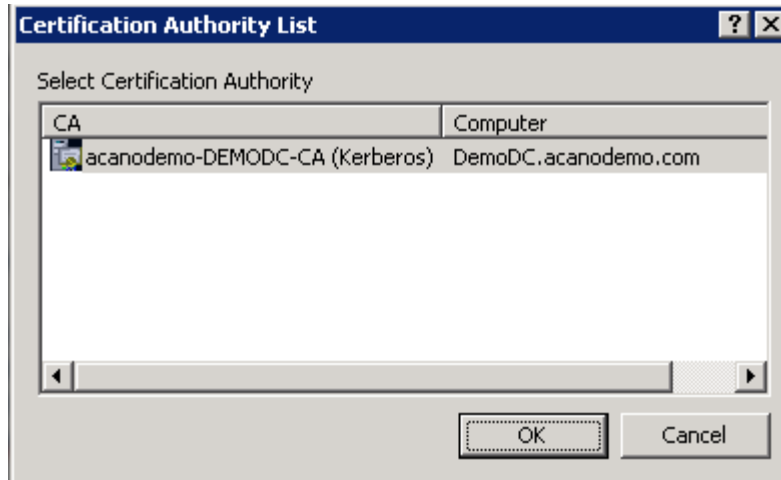 Certification Authority List
Select Certification Authority
CA Computer
acanodemo-DEMODC-CA (Kerberos) DemoDC.acanodemo.com
OK Cancel